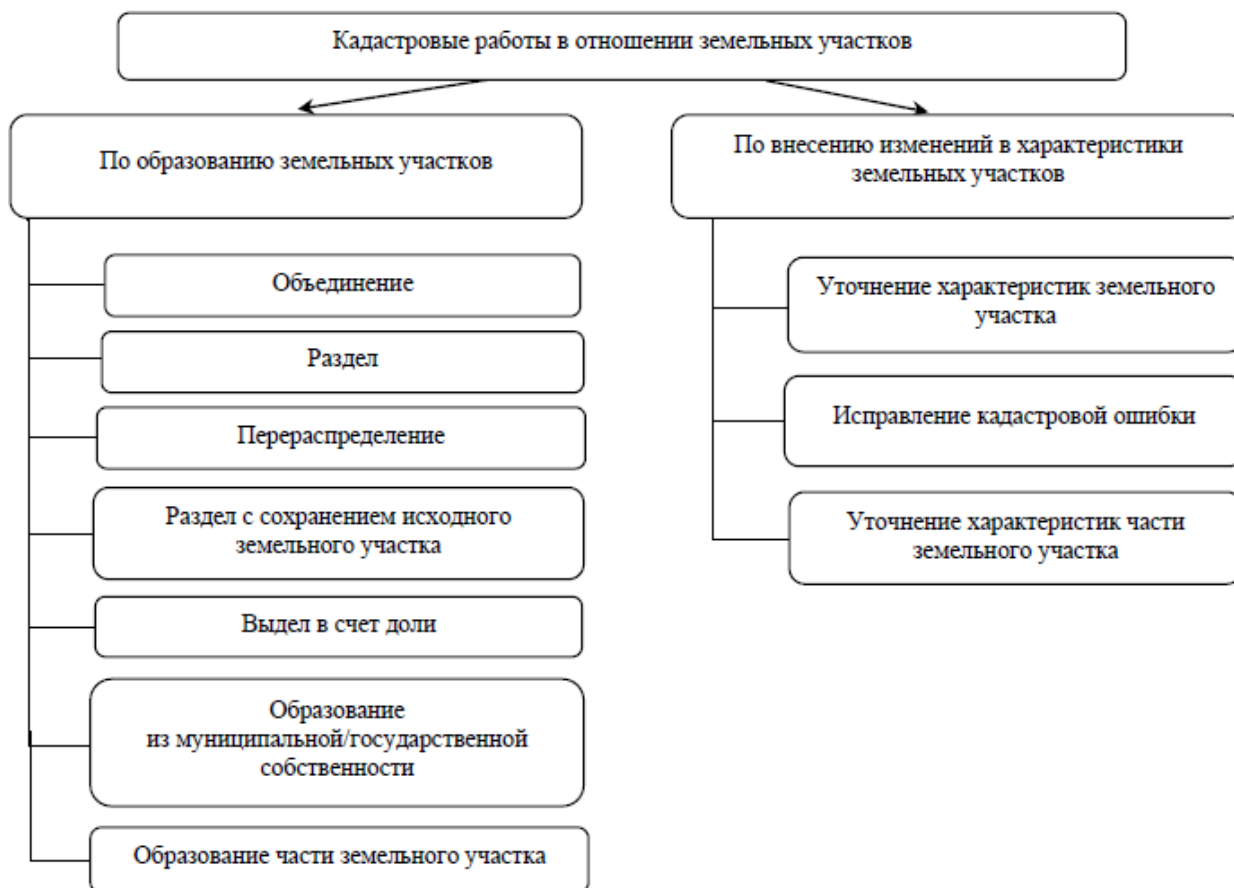 Кадастровые работы в отношении земельных участков
По образованию земельных участков
Объединение
Раздел
Перераспределение
Раздел с сохранением исходного
земельного участка
Выдел в счет доли
Образование
из муниципальной/государственной
собственности
Образование части земельного участка
По внесению изменений в характеристики
земельных участков
Уточнение характеристик земельного
участка
Исправление кадастровой ошибки
Уточнение характеристик части
земельного участка